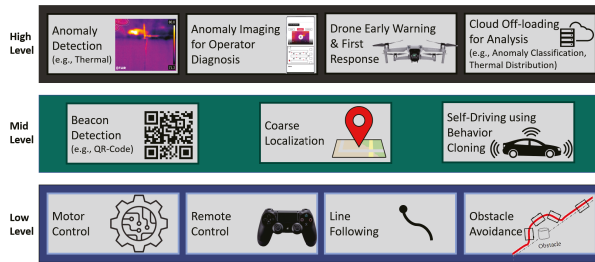 High
Level
Anomaly
Detection
(e.g., Thermal)
Anomaly Imaging
for Operator
Diagnosis
Drone Early Warning
& First
Response
Cloud Off-loading
for Analysis
(e.g., Anomaly Classification,
Thermal Distribution)
Mid
Level
Beacon
Detection
(e.g., QR-Code)
Coarse
Localization
Self-Driving using
Behavior
Cloning
Low
Level
Motor
Control
Remote
Control
Line
Following
Obstacle
Avoidance
Obstacle